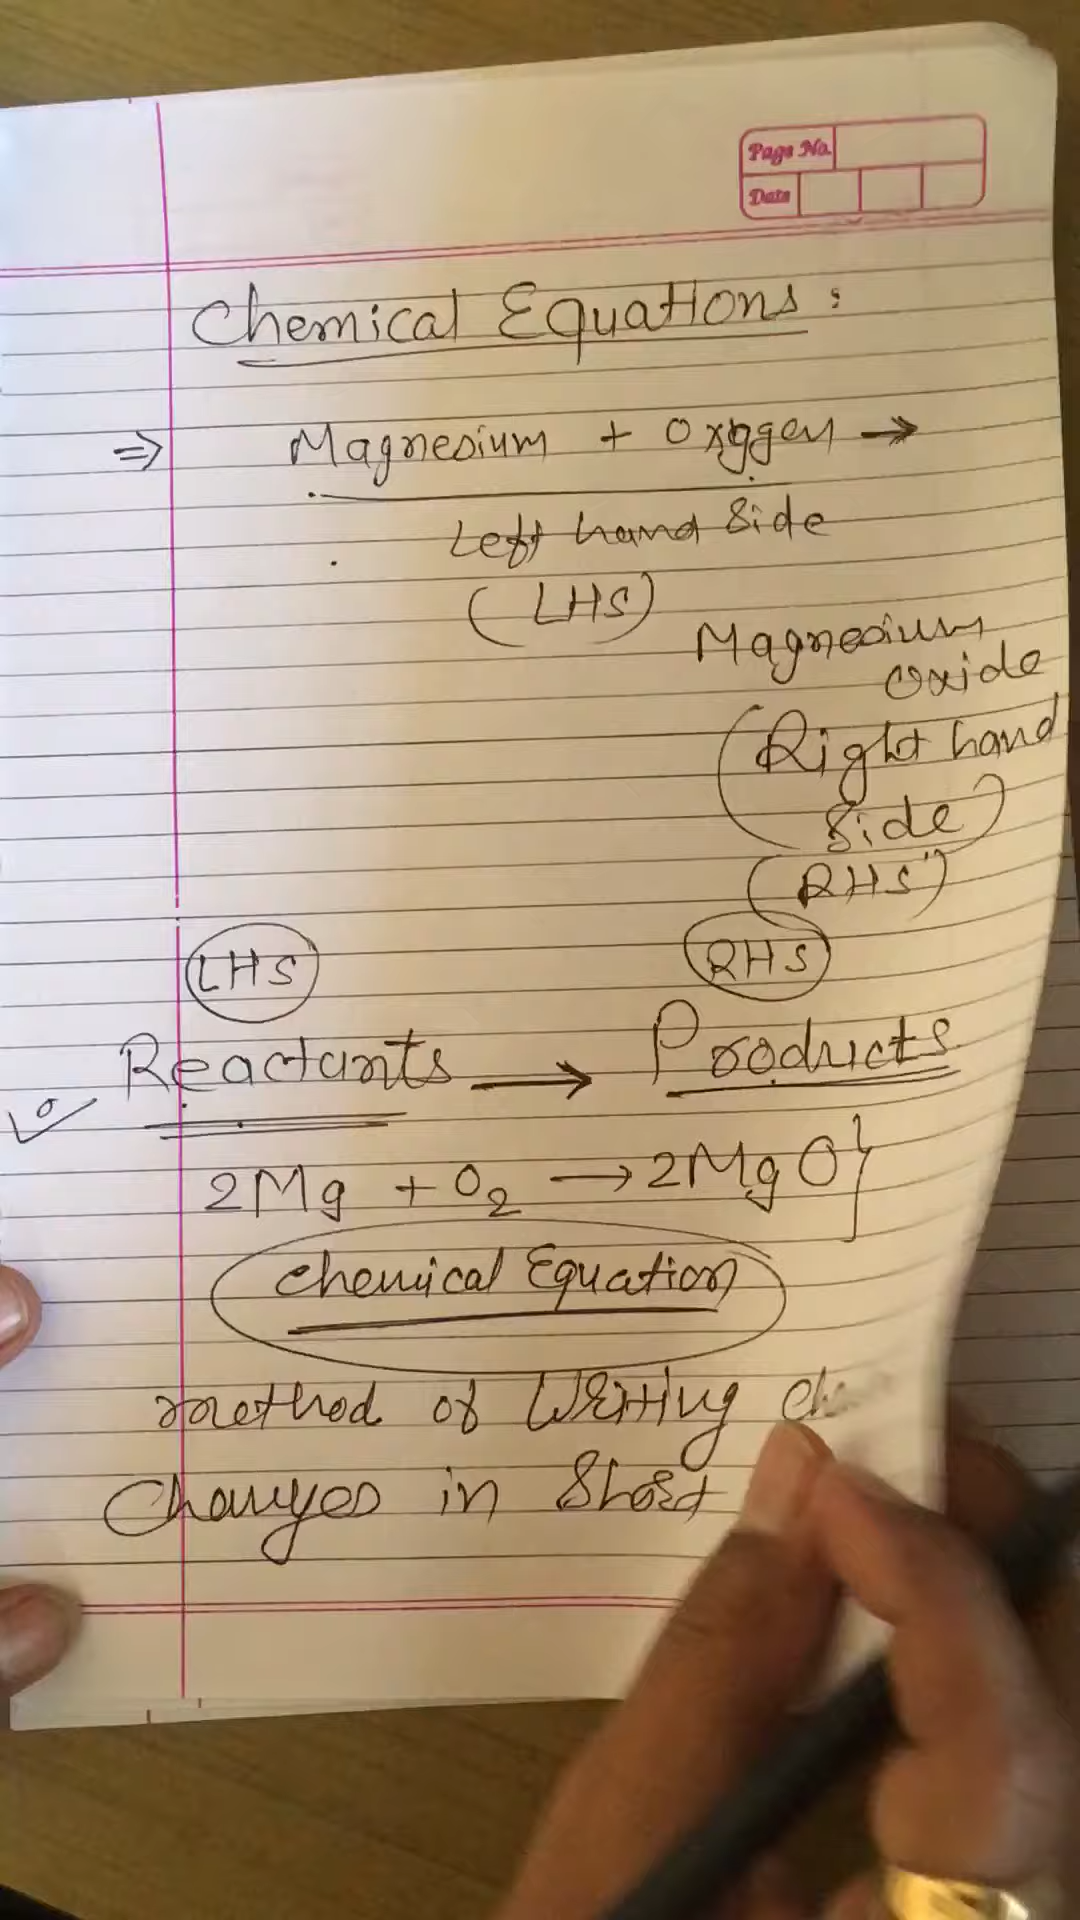 Page No.
Date
Chemical Equations :
⇒ Magnesium + Oxygen →
Left hand Side
(LHS)
Magnesium
Oxide
(Right hand
Side)
(RHS)
LHS RHS
Reactants → Products
2Mg + O₂ → 2MgO}
Chemical Equation
method of Writing
Changes in Short